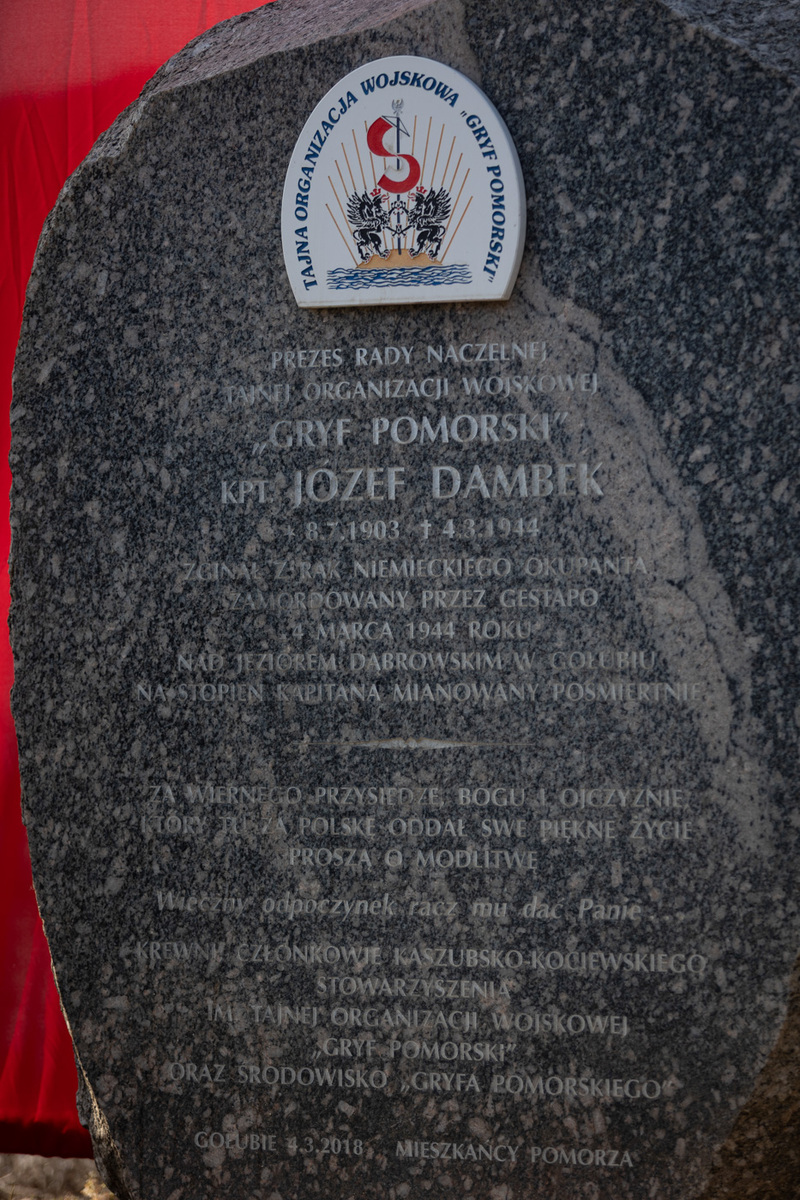 TAJNA ORGANIZACJA WOJSKOWA „GRYF POMORSKI”
PREZES RADY NACZELNEJ
TAJNEJ ORGANIZACJI WOJSKOWEJ
„GRYF POMORSKI”
KPT. JÓZEF DAMBEK
* 8.7.1903 † 4.3.1944
ZGINĄŁ Z RĄK NIEMIECKIEGO OKUPANTA
ZAMORDOWANY PRZEZ GESTAPO
4 MARCA 1944 ROKU
NAD JEZIOREM DĄBROWSKIM W GOŁUBIU
NA STOPIEŃ KAPITANA MIANOWANY POŚMIERTNIE
ZA WIERNEGO PRZYSIĘDZE, BOGU I OJCZYŹNIE,
KTÓRY TU ZA POLSKĘ ODDAŁ SWE PIĘKNE ŻYCIE
PROSZĄ O MODLITWĘ
Wieczny odpoczynek racz mu dać Panie....
KREWNI, CZŁONKOWIE KASZUBSKO-KOCIEWSKIEGO
STOWARZYSZENIA
IM. TAJNEJ ORGANIZACJI WOJSKOWEJ
„GRYF POMORSKI”
ORAZ ŚRODOWISKO „GRYFA POMORSKIEGO”
GOŁUBIE 4.3.2018 MIESZKAŃCY POMORZA